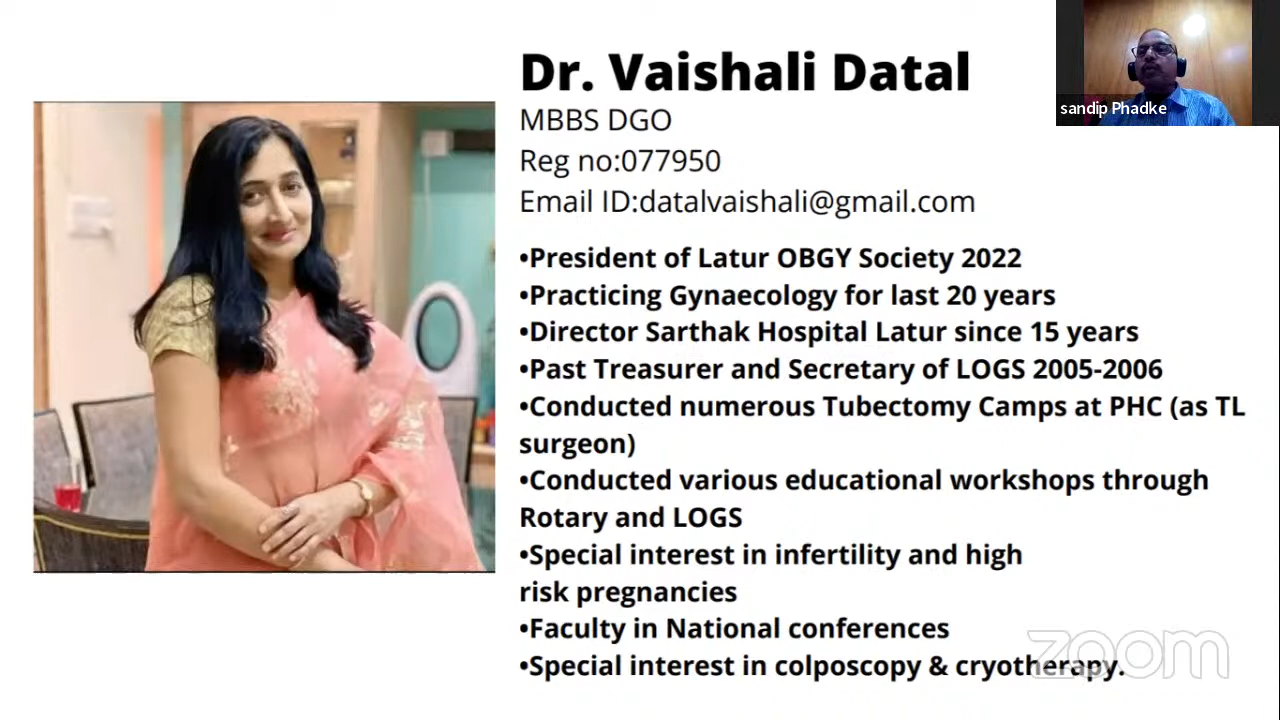 Dr. Vaishali Datal
MBBS DGO
Reg no:077950
Email ID:datalvaishali@gmail.com
•President of Latur OBGY Society 2022
•Practicing Gynaecology for last 20 years
•Director Sarthak Hospital Latur since 15 years
•Past Treasurer and Secretary of LOGS 2005-2006
•Conducted numerous Tubectomy Camps at PHC (as TL
surgeon)
•Conducted various educational workshops through
Rotary and LOGS
•Special interest in infertility and high
risk pregnancies
•Faculty in National conferences
•Special interest in colposcopy & cryotherapy.
sandip Phadke
zoom